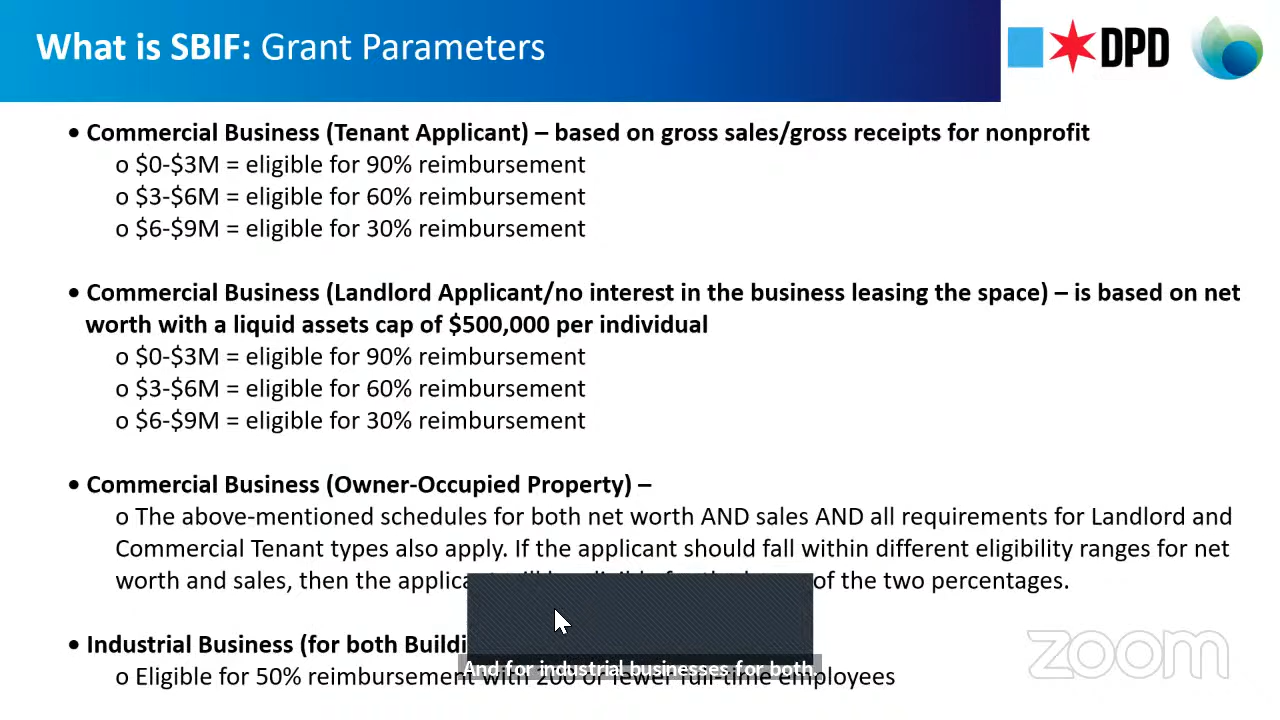 What is SBIF: Grant Parameters
DPD
• Commercial Business (Tenant Applicant) – based on gross sales/gross receipts for nonprofit
o $0-$3M = eligible for 90% reimbursement
o $3-$6M = eligible for 60% reimbursement
o $6-$9M = eligible for 30% reimbursement
• Commercial Business (Landlord Applicant/no interest in the business leasing the space) – is based on net
worth with a liquid assets cap of $500,000 per individual
o $0-$3M = eligible for 90% reimbursement
o $3-$6M = eligible for 60% reimbursement
o $6-$9M = eligible for 30% reimbursement
• Commercial Business (Owner-Occupied Property) –
o The above-mentioned schedules for both net worth AND sales AND all requirements for Landlord and
Commercial Tenant types also apply. If the applicant should fall within different eligibility ranges for net
worth and sales, then the of the two percentages.
• Industrial Business (for both
And for industrial businesses for both
o Eligible for 50% reimbursement with 200 or fewer full-time employees
zoom